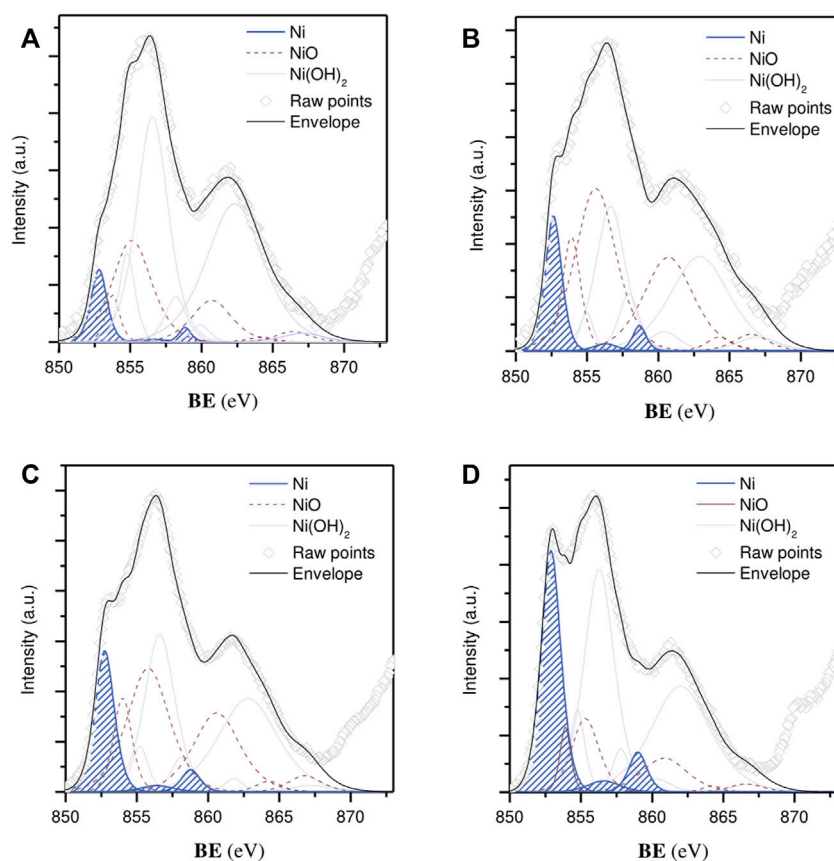 A
Ni
NiO
Ni(OH)2
Raw points
Envelope
Intensity (a.u.)
850 855 860 865 870
BE (eV)
B
Ni
NiO
Ni(OH)2
Raw points
Envelope
Intensity (a.u.)
850 855 860 865 870
BE (eV)
C
Ni
NiO
Ni(OH)2
Raw points
Envelope
Intensity (a.u.)
850 855 860 865 870
BE (eV)
D
Ni
NiO
Ni(OH)2
Raw points
Envelope
Intensity (a.u.)
850 855 860 865 870
BE (eV)